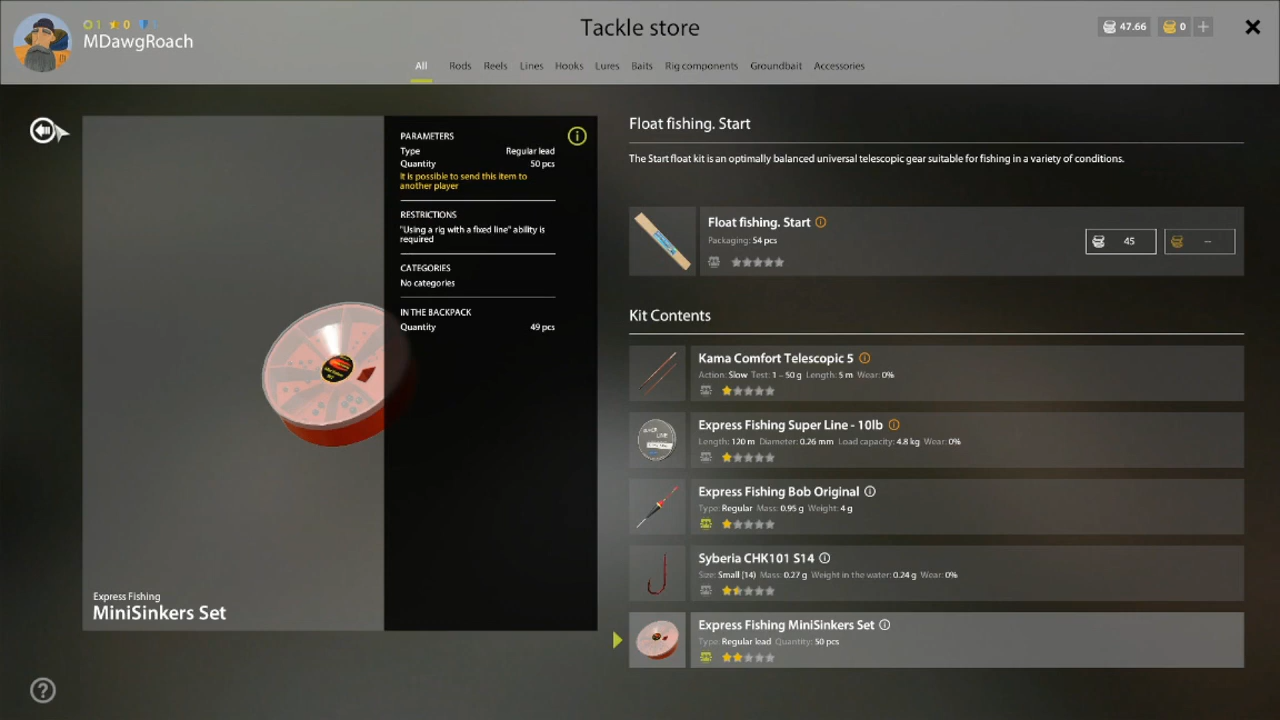 1 0
MDawgRoach
Tackle store
47.66 0 +
All Rods Reels Lines Hooks Lures Baits Rig components Groundbait Accessories
PARAMETERS
Type Regular lead
Quantity 50 pcs
It is possible to send this item to
another player
RESTRICTIONS
"Using a rig with a fixed line" ability is
required
CATEGORIES
No categories
IN THE BACKPACK
Quantity 49 pcs
Express Fishing
MiniSinkers Set
Float fishing. Start
The Start float kit is an optimally balanced universal telescopic gear suitable for fishing in a variety of conditions.
Float fishing. Start
Packaging: 54 pcs
45 –
Kit Contents
Kama Comfort Telescopic 5
Action: Slow Test: 1 – 50 g Length: 5 m Wear: 0%
Express Fishing Super Line - 10lb
Length: 120 m Diameter: 0.26 mm Load capacity: 4.8 kg Wear: 0%
Express Fishing Bob Original
Type: Regular Mass: 0.95 g Weight: 4 g
Syberia CHK101 S14
Size: Small [14] Mass: 0.27 g Weight in the water: 0.24 g Wear: 0%
Express Fishing MiniSinkers Set
Type: Regular lead Quantity: 50 pcs
?